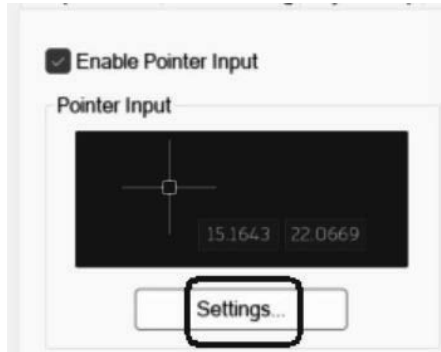 Enable Pointer Input
Pointer Input
15.1643 22.0669
Settings...